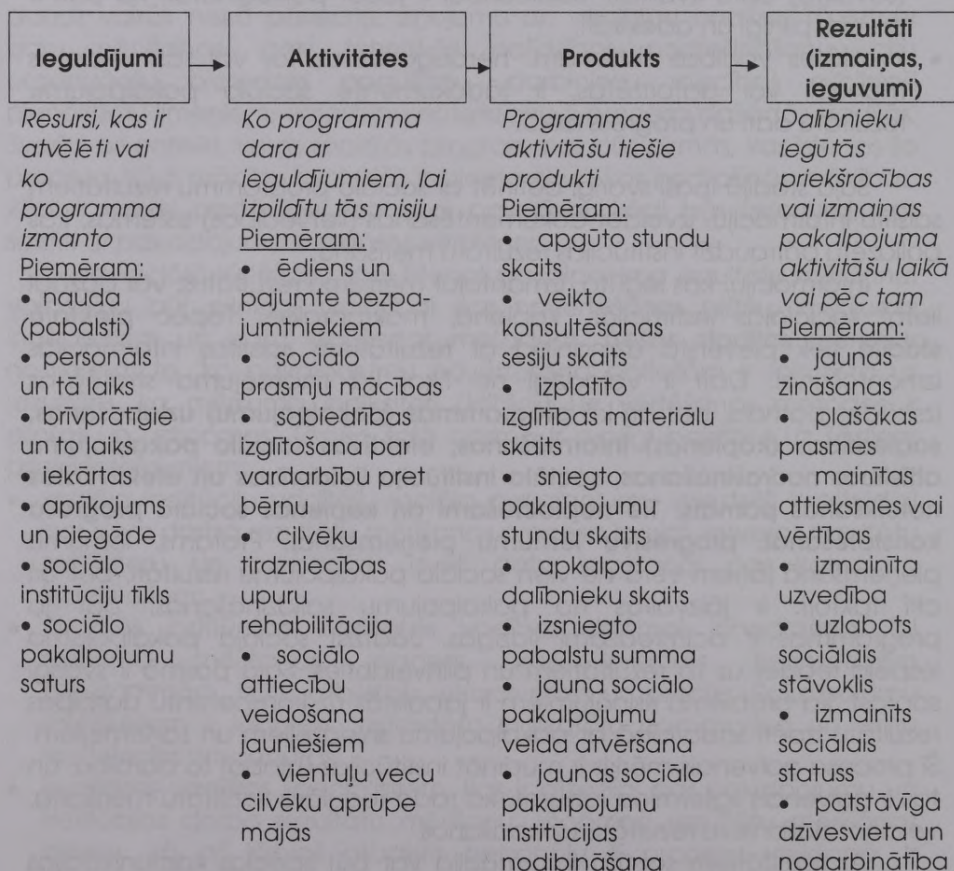 Ieguldījumi
Resursi, kas ir
atvēlēti vai
ko
programma
izmanto
Piemēram:
• nauda
(pabalsti)
• personāls
un tā laiks
• brīvprātīgie
un to laiks
• iekārtas
• aprīkojums
un piegāde
• sociālo
institūciju tīkls
• sociālo
pakalpojumu
saturs
Aktivitātes
Ko programma
dara ar
ieguldījumiem, lai
izpildītu tās misiju
Piemēram:
• ēdiens un
pajumte bezpa-
jumtniekiem
• sociālo
prasmju mācības
• sabiedrības
izglītošana par
vardarbību pret
bērnu
• cilvēku
tirdzniecības
upuru
rehabilitācija
• sociālo
attiecību
veidošana
jauniešiem
• vientuļu vecu
cilvēku aprūpe
mājās
Produkts
Programmas
aktivitāšu tiešie
produkti
Piemēram:
• apgūto stundu
skaits
• veikto
konsultēšanas
sesiju skaits
• izplatīto
izglītības materiālu
skaits
• sniegto
pakalpojumu
stundu skaits
• apkalpoto
dalībnieku skaits
• izsniegto
pabalstu summa
• jauna sociālo
pakalpojumu
veida atvēršana
• jaunas sociālo
pakalpojumu
institūcijas
nodibināšana
Rezultāti
(izmaiņas,
ieguvumi)
Dalībnieku
iegūtās
priekšrocības
vai izmaiņas
pakalpojuma
aktivitāšu laikā
vai pēc tam
Piemēram:
• jaunas
zināšanas
• plašākas
prasmes
• mainītas
attieksmes vai
vērtības
• izmainīta
uzvedība
• uzlabots
sociālais
stāvoklis
• izmainīts
sociālais
statuss
• patstāvīga
dzīvesvieta un
nodarbinātība